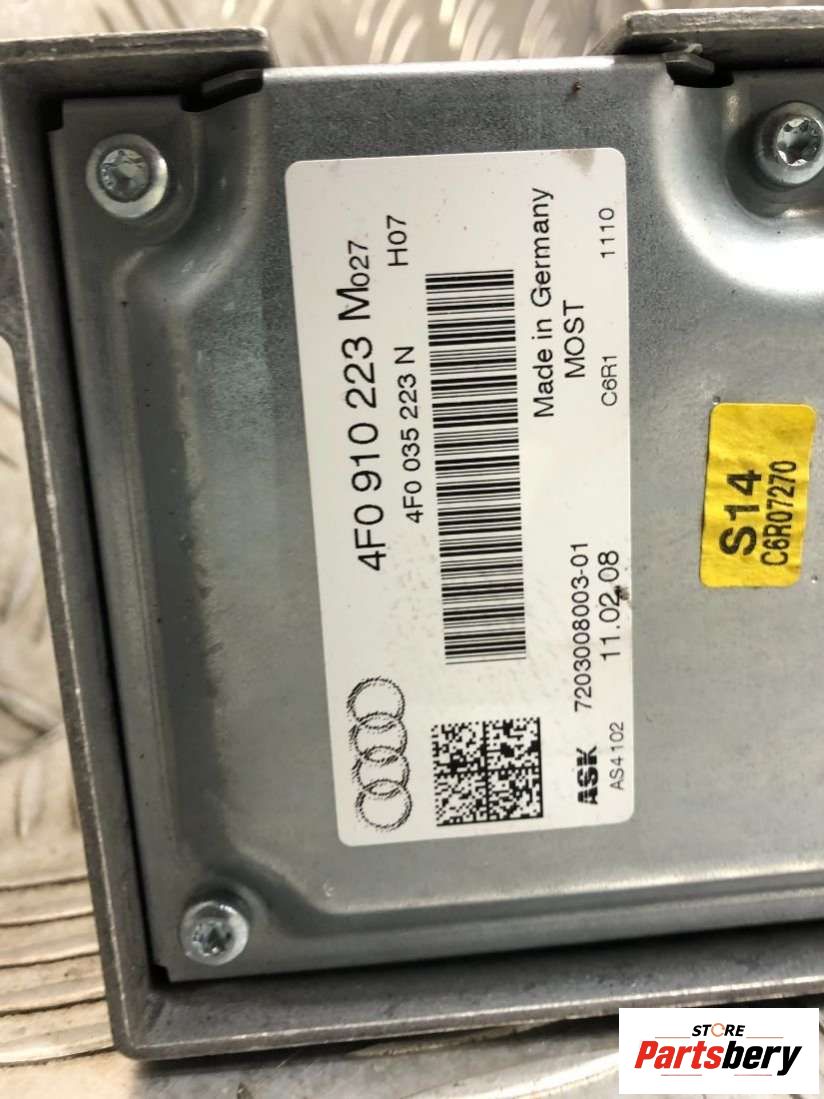 4F0 910 223 M027
4F0 035 223 N H07
Made in Germany
MOST
ASK 7203008003-01 C6R1 1110
AS4102 11.02.08
S14
C6R07270
STORE
Partsbery